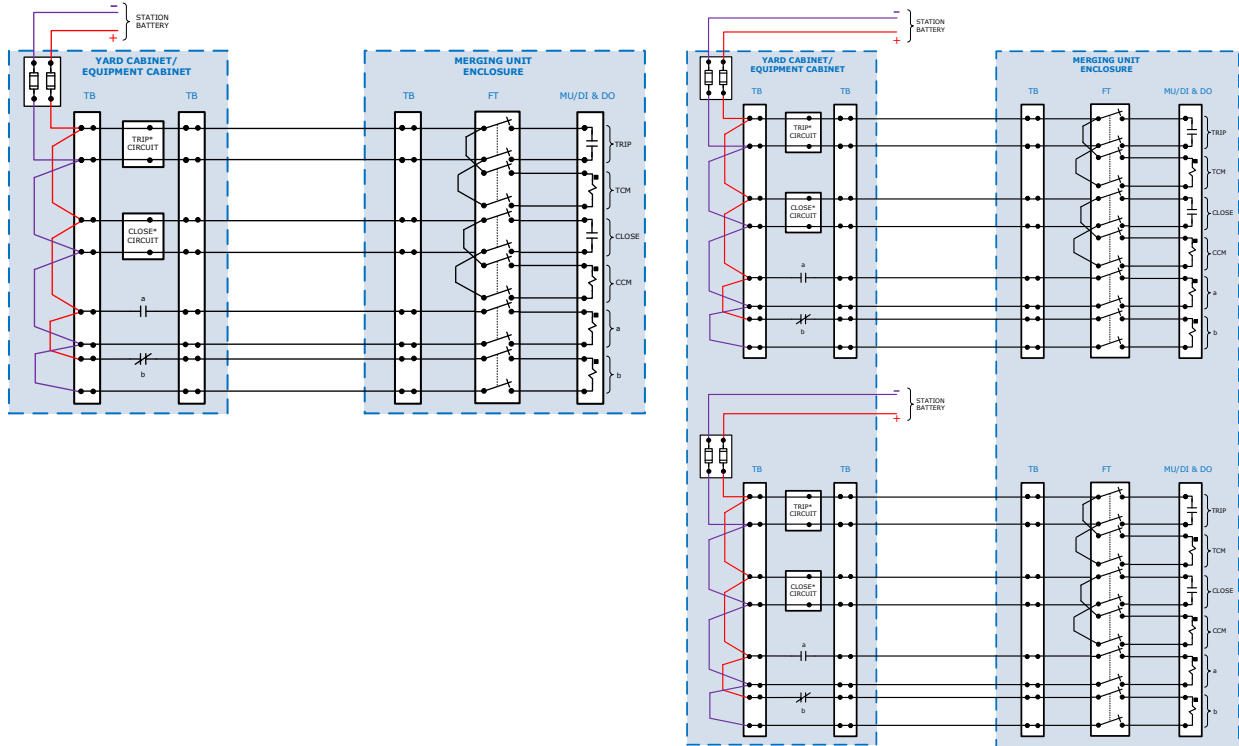 −
STATION
BATTERY
+
YARD CABINET/
EQUIPMENT CABINET
MERGING UNIT
ENCLOSURE
TB
TB
TB
FT
MU/DI & DO
TRIP*
CIRCUIT
TRIP
TCM
CLOSE*
CIRCUIT
CLOSE
CCM
a
a
b
b
−
STATION
BATTERY
+
YARD CABINET/
EQUIPMENT CABINET
MERGING UNIT
ENCLOSURE
TB
TB
TB
FT
MU/DI & DO
TRIP*
CIRCUIT
TRIP
TCM
CLOSE*
CIRCUIT
CLOSE
CCM
a
a
b
b
−
STATION
BATTERY
+
TB
TB
TB
FT
MU/DI & DO
TRIP*
CIRCUIT
TRIP
TCM
CLOSE*
CIRCUIT
CLOSE
CCM
a
a
b
b